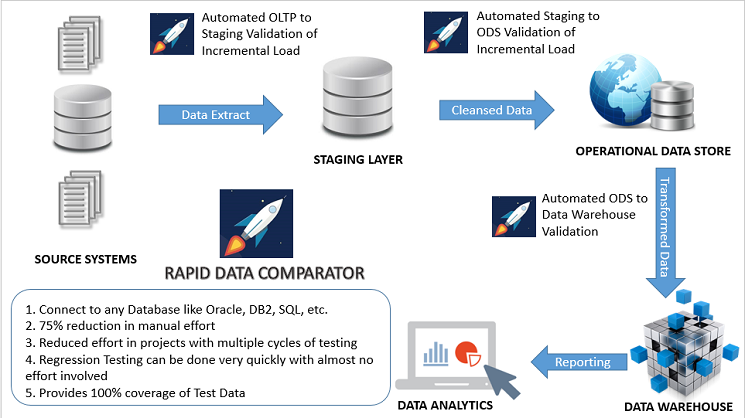 Automated OLTP to
Staging Validation of
Incremental Load
Automated Staging to
ODS Validation of
Incremental Load
Data Extract
Cleansed Data
STAGING LAYER
OPERATIONAL DATA STORE
SOURCE SYSTEMS
Automated ODS to
Data Warehouse
Validation
Transformed Data
RAPID DATA COMPARATOR
1. Connect to any Database like Oracle, DB2, SQL, etc.
2. 75% reduction in manual effort
3. Reduced effort in projects with multiple cycles of testing
4. Regression Testing can be done very quickly with almost no
effort involved
5. Provides 100% coverage of Test Data
Reporting
DATA ANALYTICS
DATA WAREHOUSE